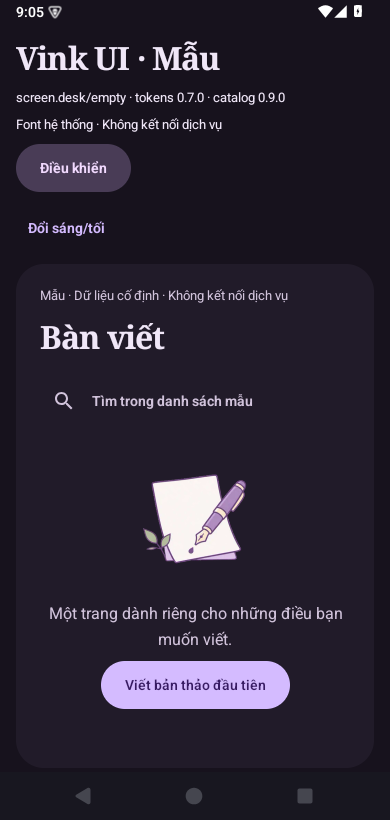 9:05
Vink UI · Mẫu
screen.desk/empty · tokens 0.7.0 · catalog 0.9.0
Font hệ thống · Không kết nối dịch vụ
Điều khiển
Đổi sáng/tối
Mẫu · Dữ liệu cố định · Không kết nối dịch vụ
Bàn viết
Tìm trong danh sách mẫu
Một trang dành riêng cho những điều bạn
muốn viết.
Viết bản thảo đầu tiên